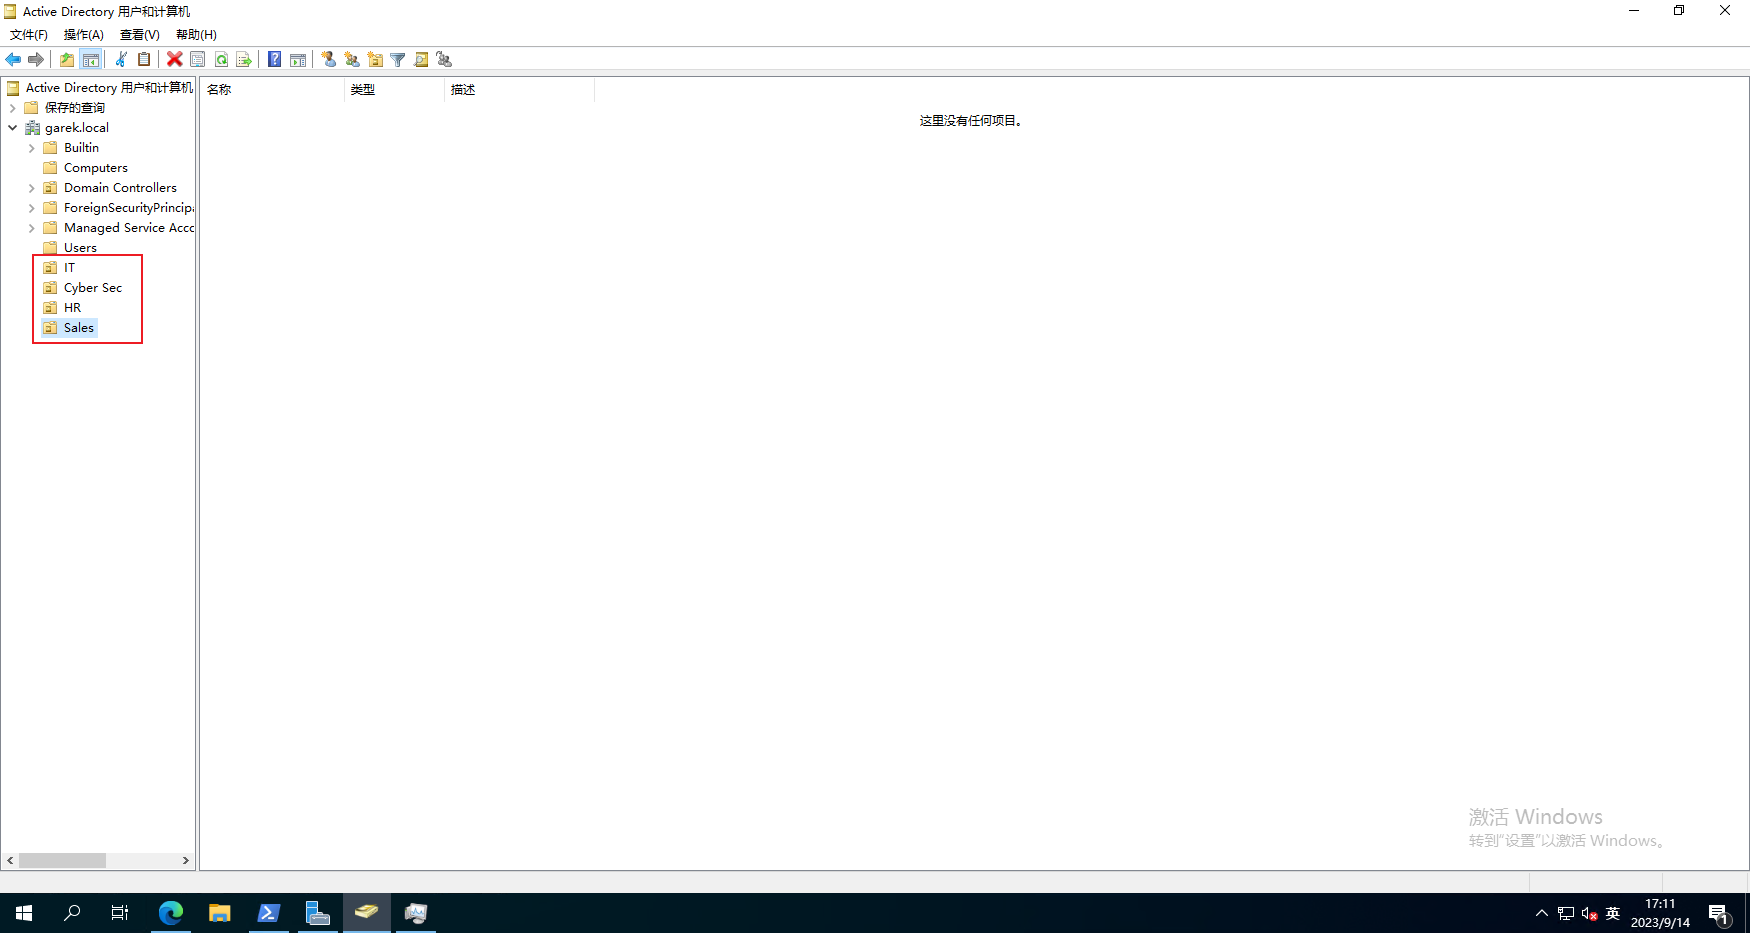 Active Directory 用户和计算机
文件(F) 操作(A) 查看(V) 帮助(H)
Active Directory 用户和计算机
保存的查询
garek.local
Builtin
Computers
Domain Controllers
ForeignSecurityPrincipa
Managed Service Acco
Users
IT
Cyber Sec
HR
Sales
名称 类型 描述
这里没有任何项目。
激活 Windows
转到“设置”以激活 Windows。
英
17:11
2023/9/14
1